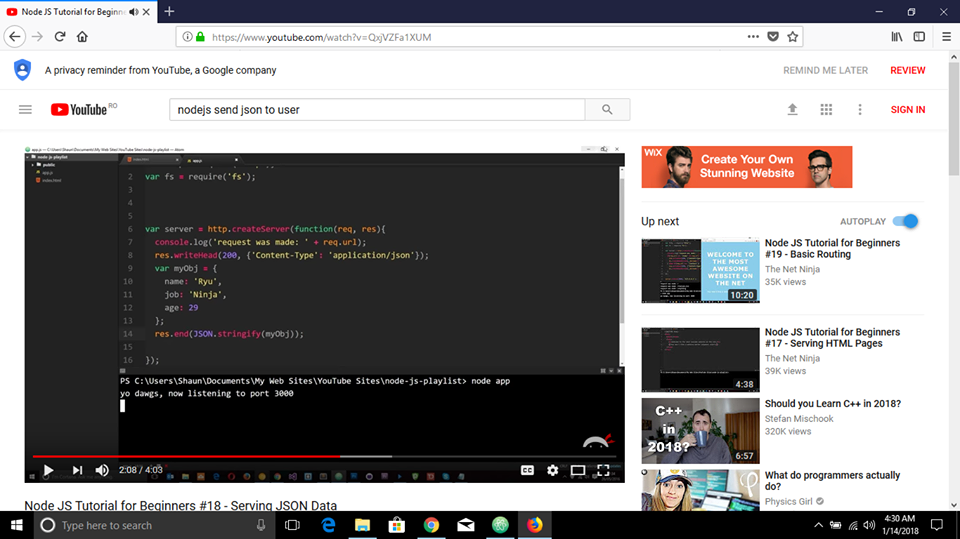 Node JS Tutorial for Beginn
https://www.youtube.com/watch?v=QxjVZFa1XUM
A privacy reminder from YouTube, a Google company
REMIND ME LATER
REVIEW
YouTube RO
nodejs send json to user
SIGN IN
node-js-playlist
public
app.js
index.html
2 var fs = require('fs');
3
4
5
6 var server = http.createServer(function(req, res){
7 console.log('request was made: ' + req.url);
8 res.writeHead(200, {'Content-Type': 'application/json'});
9 var myObj = {
10 name: 'Ryu',
11 job: 'Ninja',
12 age: 29
13 };
14 res.end(JSON.stringify(myObj));
15
16 });
PS C:\Users\Shaun\Documents\My Web Sites\YouTube Sites\node-js-playlist> node app
yo dawgs, now listening to port 3000
2:08 / 4:03
CC
Node JS Tutorial for Beginners #18 - Serving JSON Data
WiX
Create Your Own
Stunning Website
Up next
AUTOPLAY
WELCOME TO
THE MOST
AWESOME
WEBSITE ON
THE NET
10:20
Node JS Tutorial for Beginners
#19 - Basic Routing
The Net Ninja
35K views
4:38
Node JS Tutorial for Beginners
#17 - Serving HTML Pages
The Net Ninja
39K views
C++
in
2018?
6:57
Should you Learn C++ in 2018?
Stefan Mischook
320K views
What do programmers actually
do?
Physics Girl
Type here to search
4:30 AM
1/14/2018